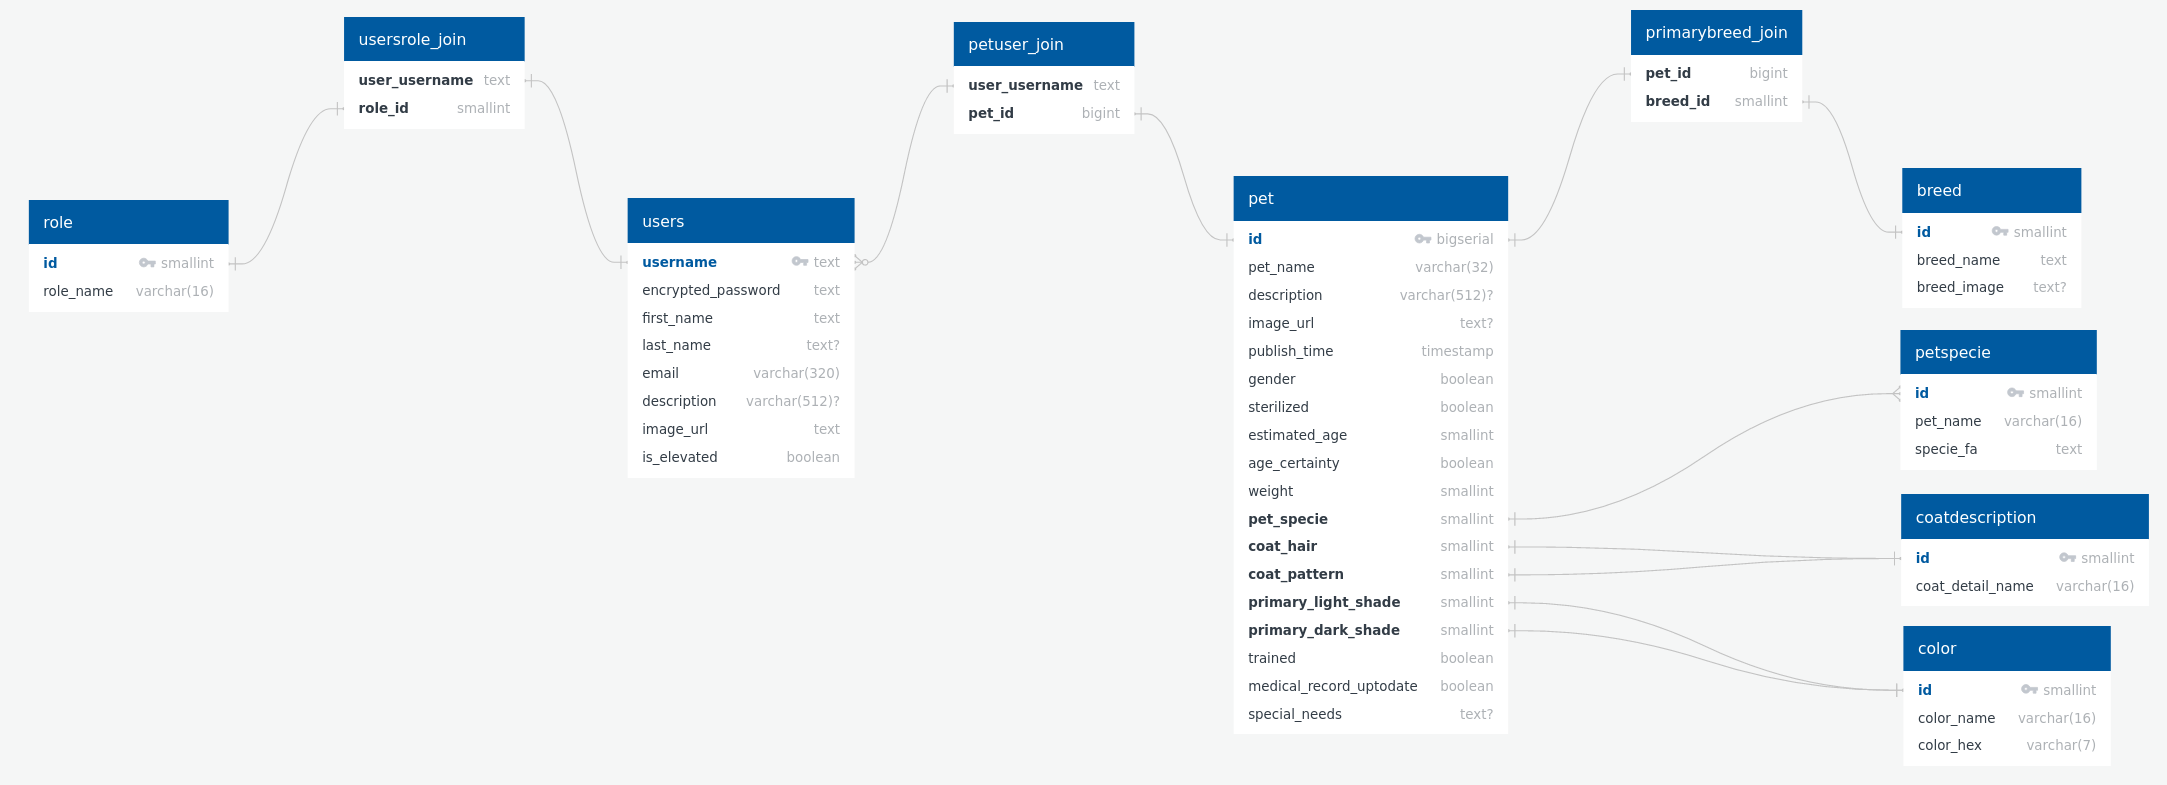 usersrole_join
user_username text
role_id smallint
role
id smallint
role_name varchar(16)
users
username text
encrypted_password text
first_name text
last_name text?
email varchar(320)
description varchar(512)?
image_url text
is_elevated boolean
petuser_join
user_username text
pet_id bigint
pet
id bigserial
pet_name varchar(32)
description varchar(512)?
image_url text?
publish_time timestamp
gender boolean
sterilized boolean
estimated_age smallint
age_certainty boolean
weight smallint
pet_specie smallint
coat_hair smallint
coat_pattern smallint
primary_light_shade smallint
primary_dark_shade smallint
trained boolean
medical_record_uptodate boolean
special_needs text?
primarybreed_join
pet_id bigint
breed_id smallint
breed
id smallint
breed_name text
breed_image text?
petspecie
id smallint
pet_name varchar(16)
specie_fa text
coatdescription
id smallint
coat_detail_name varchar(16)
color
id smallint
color_name varchar(16)
color_hex varchar(7)